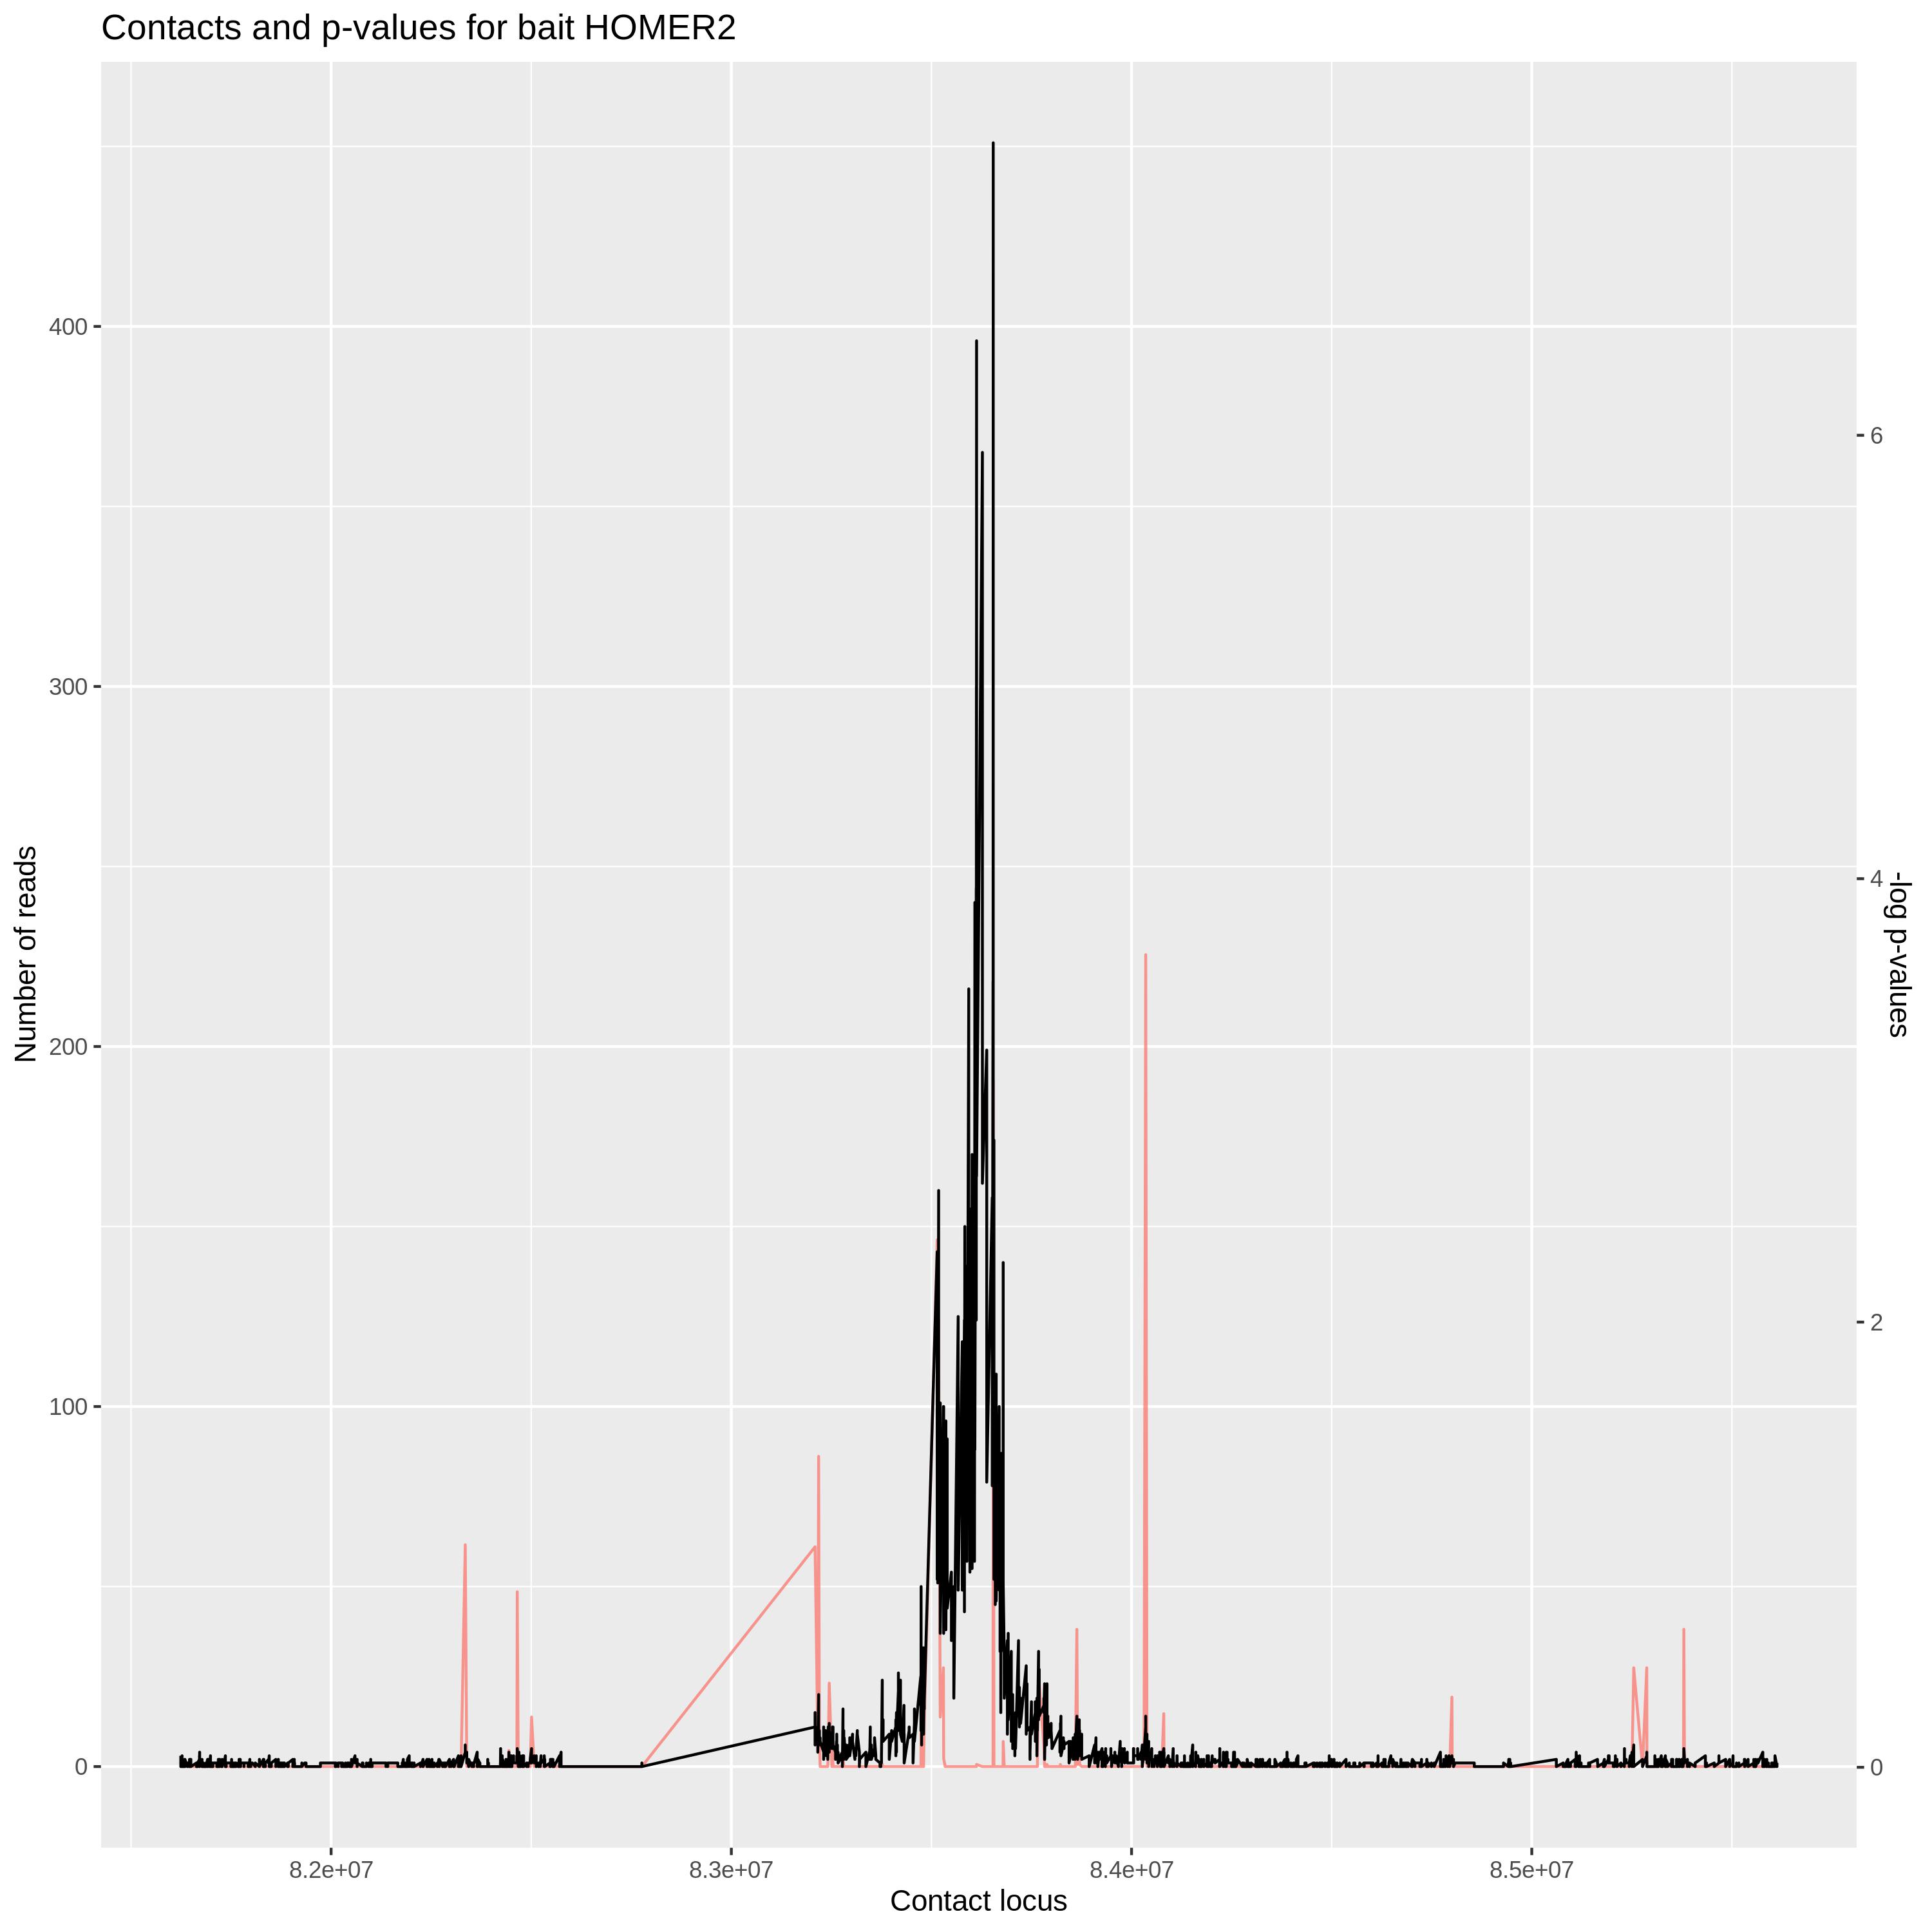 Contacts and p-values for bait HOMER2
Number of reads
400
300
200
100
0
6
4
2
0
-log p-values
8.2e+07
8.3e+07
8.4e+07
8.5e+07
Contact locus